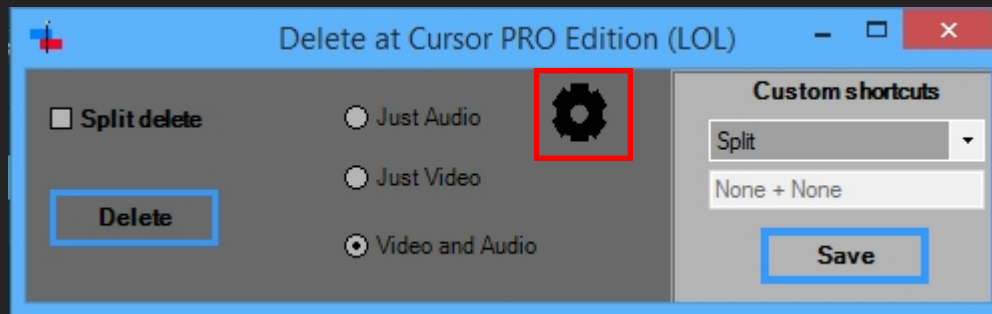 Delete at Cursor PRO Edition (LOL)
Split delete
Just Audio
Just Video
Delete
Video and Audio
Custom shortcuts
Split
None + None
Save